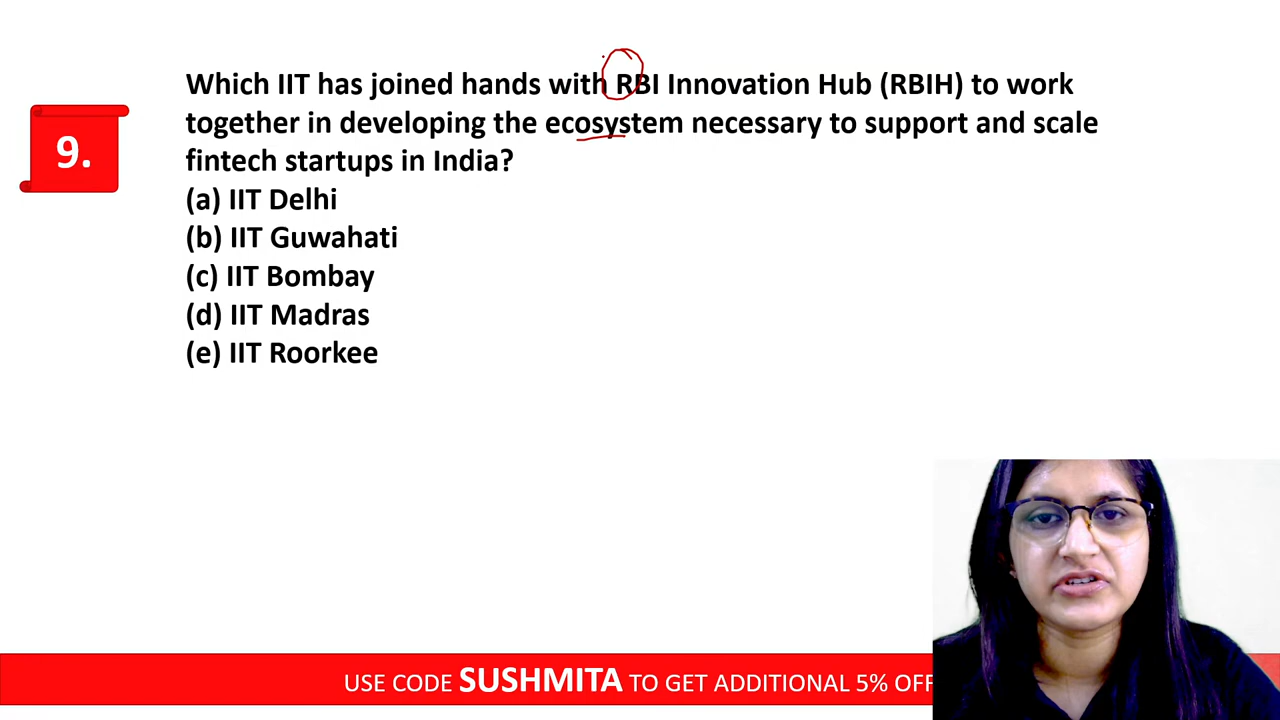 Which IIT has joined hands with RBI Innovation Hub (RBIH) to work
together in developing the ecosystem necessary to support and scale
fintech startups in India?
9.
(a) IIT Delhi
(b) IIT Guwahati
(c) IIT Bombay
(d) IIT Madras
(e) IIT Roorkee
USE CODE SUSHMITA TO GET ADDITIONAL 5% OFF